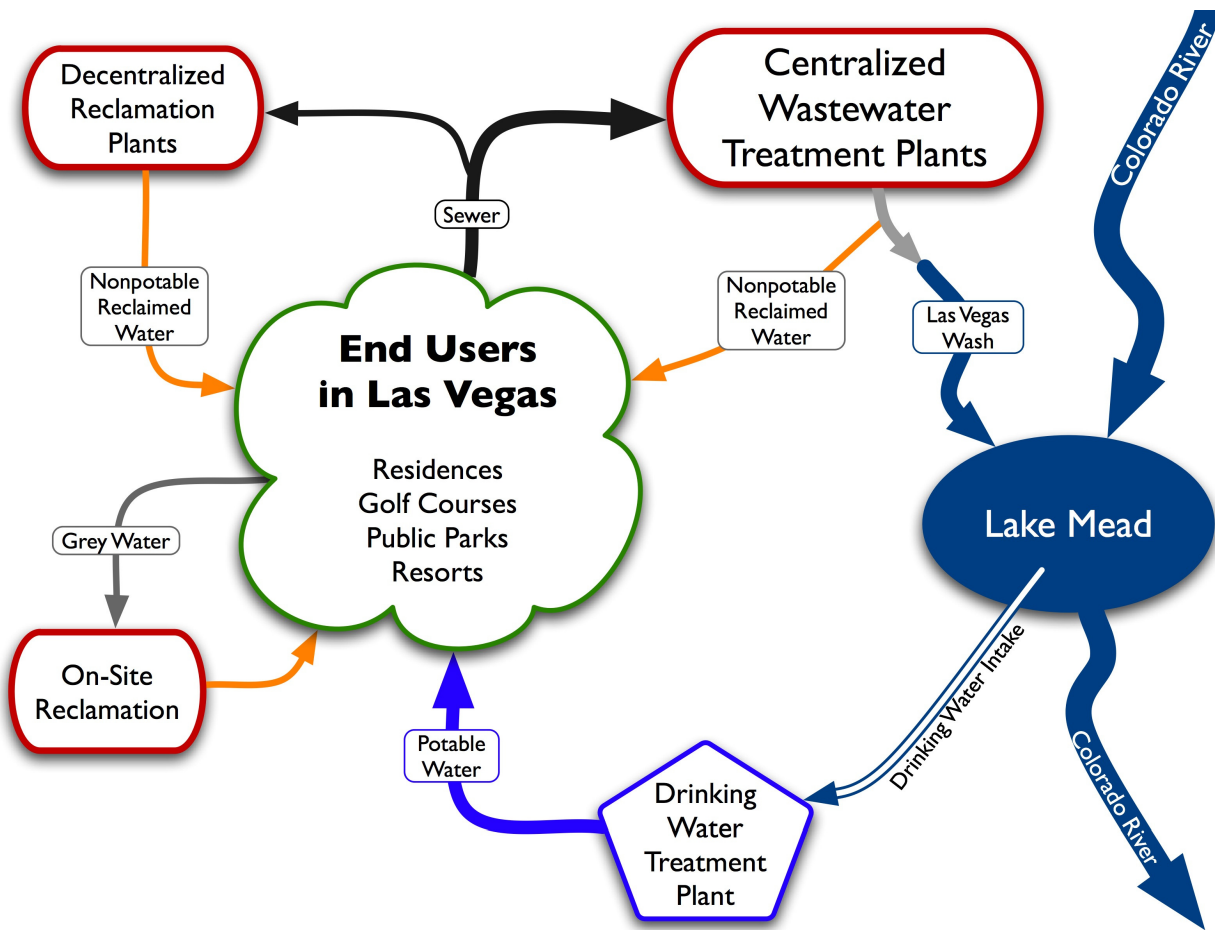 Decentralized
Reclamation
Plants
Centralized
Wastewater
Treatment Plants
Colorado River
Sewer
Nonpotable
Reclaimed
Water
Nonpotable
Reclaimed
Water
Las Vegas
Wash
End Users
in Las Vegas
Residences
Golf Courses
Public Parks
Resorts
Lake Mead
Grey Water
On-Site
Reclamation
Drinking Water Intake
Potable
Water
Drinking
Water
Treatment
Plant
Colorado River